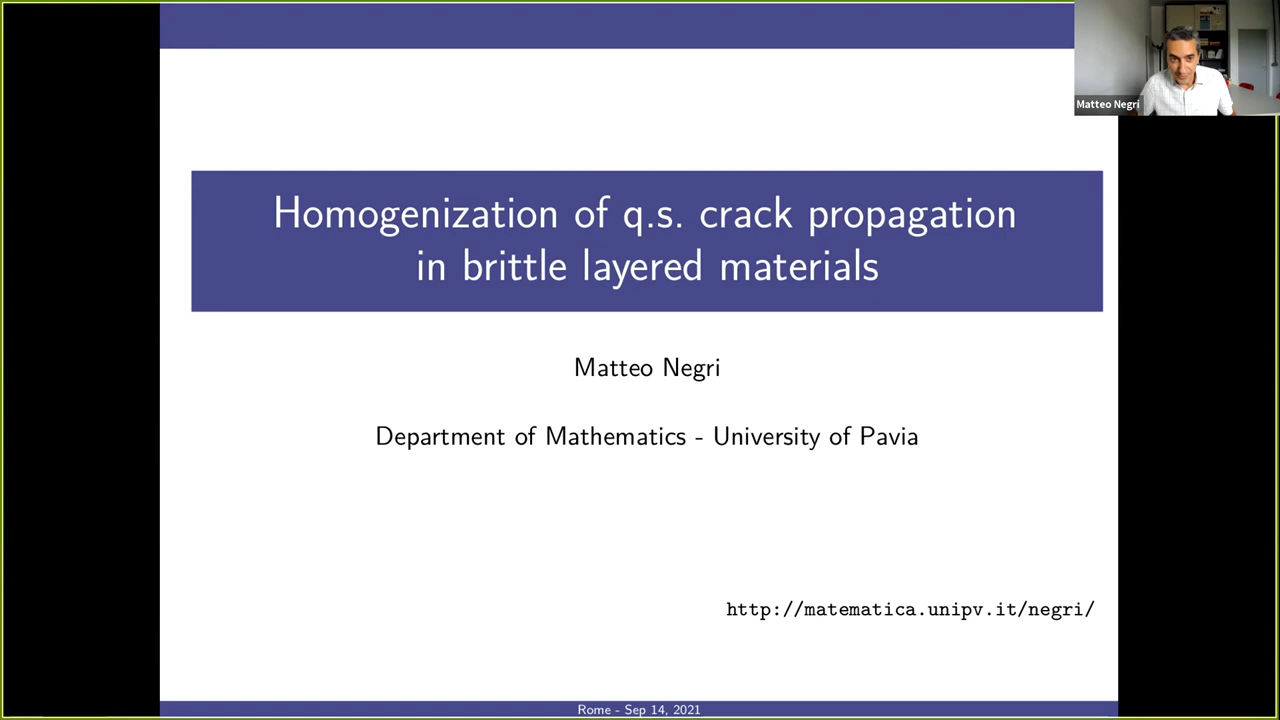 Matteo Negri
Homogenization of q.s. crack propagation
in brittle layered materials
Matteo Negri
Department of Mathematics - University of Pavia
http://matematica.unipv.it/negri/
Rome - Sep 14, 2021